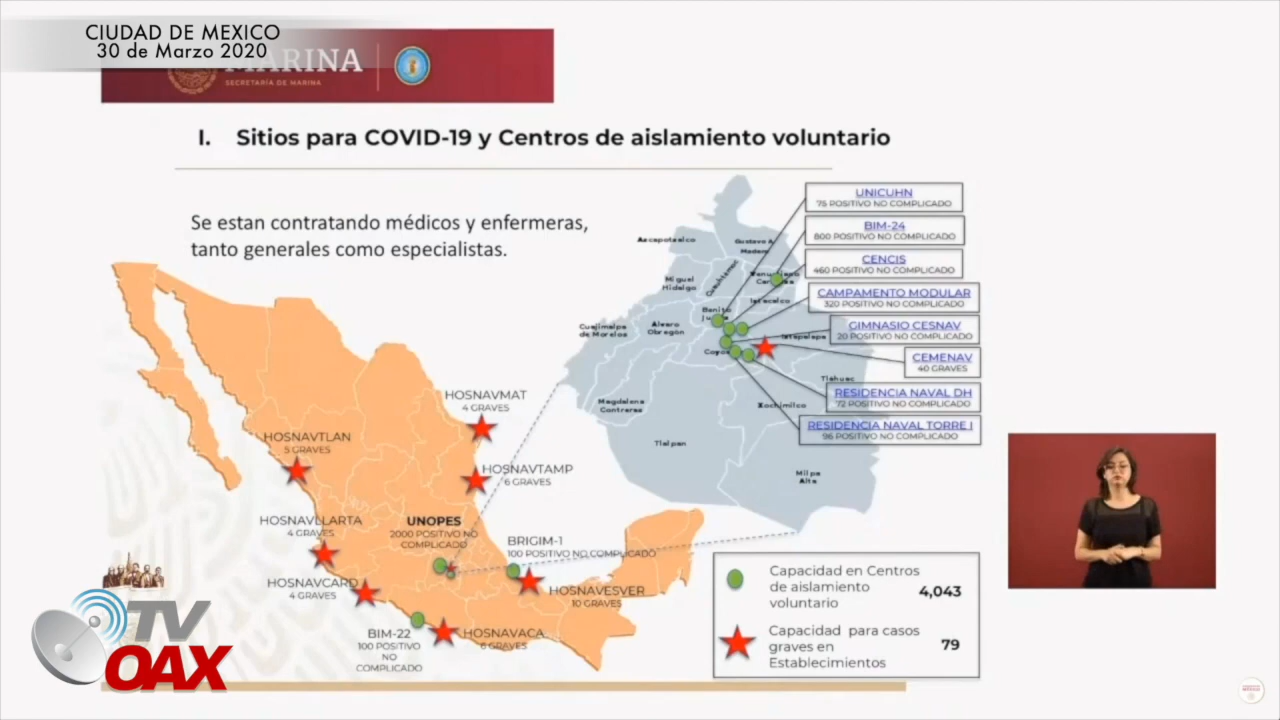 CIUDAD DE MEXICO
30 de Marzo 2020
MARINA
SECRETARÍA DE MARINA
I. Sitios para COVID-19 y Centros de aislamiento voluntario
Se estan contratando médicos y enfermeras,
tanto generales como especialistas.
UNICUHN
75 POSITIVO NO COMPLICADO
BIM-24
800 POSITIVO NO COMPLICADO
CENCIS
460 POSITIVO NO COMPLICADO
CAMPAMENTO MODULAR
320 POSITIVO NO COMPLICADO
GIMNASIO CESNAV
20 POSITIVO NO COMPLICADO
CEMENAV
40 GRAVES
RESIDENCIA NAVAL DH
72 POSITIVO NO COMPLICADO
RESIDENCIA NAVAL TORRE I
96 POSITIVO NO COMPLICADO
Azcapotzalco
Gustavo A
Madero
Miguel
Hidalgo
Cuauhtemoc
Iztacalco
Benito
Cuajimalpa
de Morelos
Alvaro
Obregón
Iztapalapa
Tlahuac
Magdalena
Contreras
Xochimilco
Tlalpan
Milpa
Alta
HOSNAVMAT
4 GRAVES
HOSNAVTLAN
5 GRAVES
HOSNAVTAMP
6 GRAVES
HOSNAVLLARTA
4 GRAVES
UNOPES
2000 POSITIVO NO
COMPLICADO
BRIGIM-1
100 POSITIVO NO COMPLICADO
HOSNAVCARD
4 GRAVES
HOSNAVESVER
10 GRAVES
BIM-22
100 POSITIVO
NO
COMPLICADO
HOSNAVACA
6 GRAVES
Capacidad en Centros
de aislamiento
voluntario
4,043
Capacidad para casos
graves en
Establecimientos
79
TV
OAX